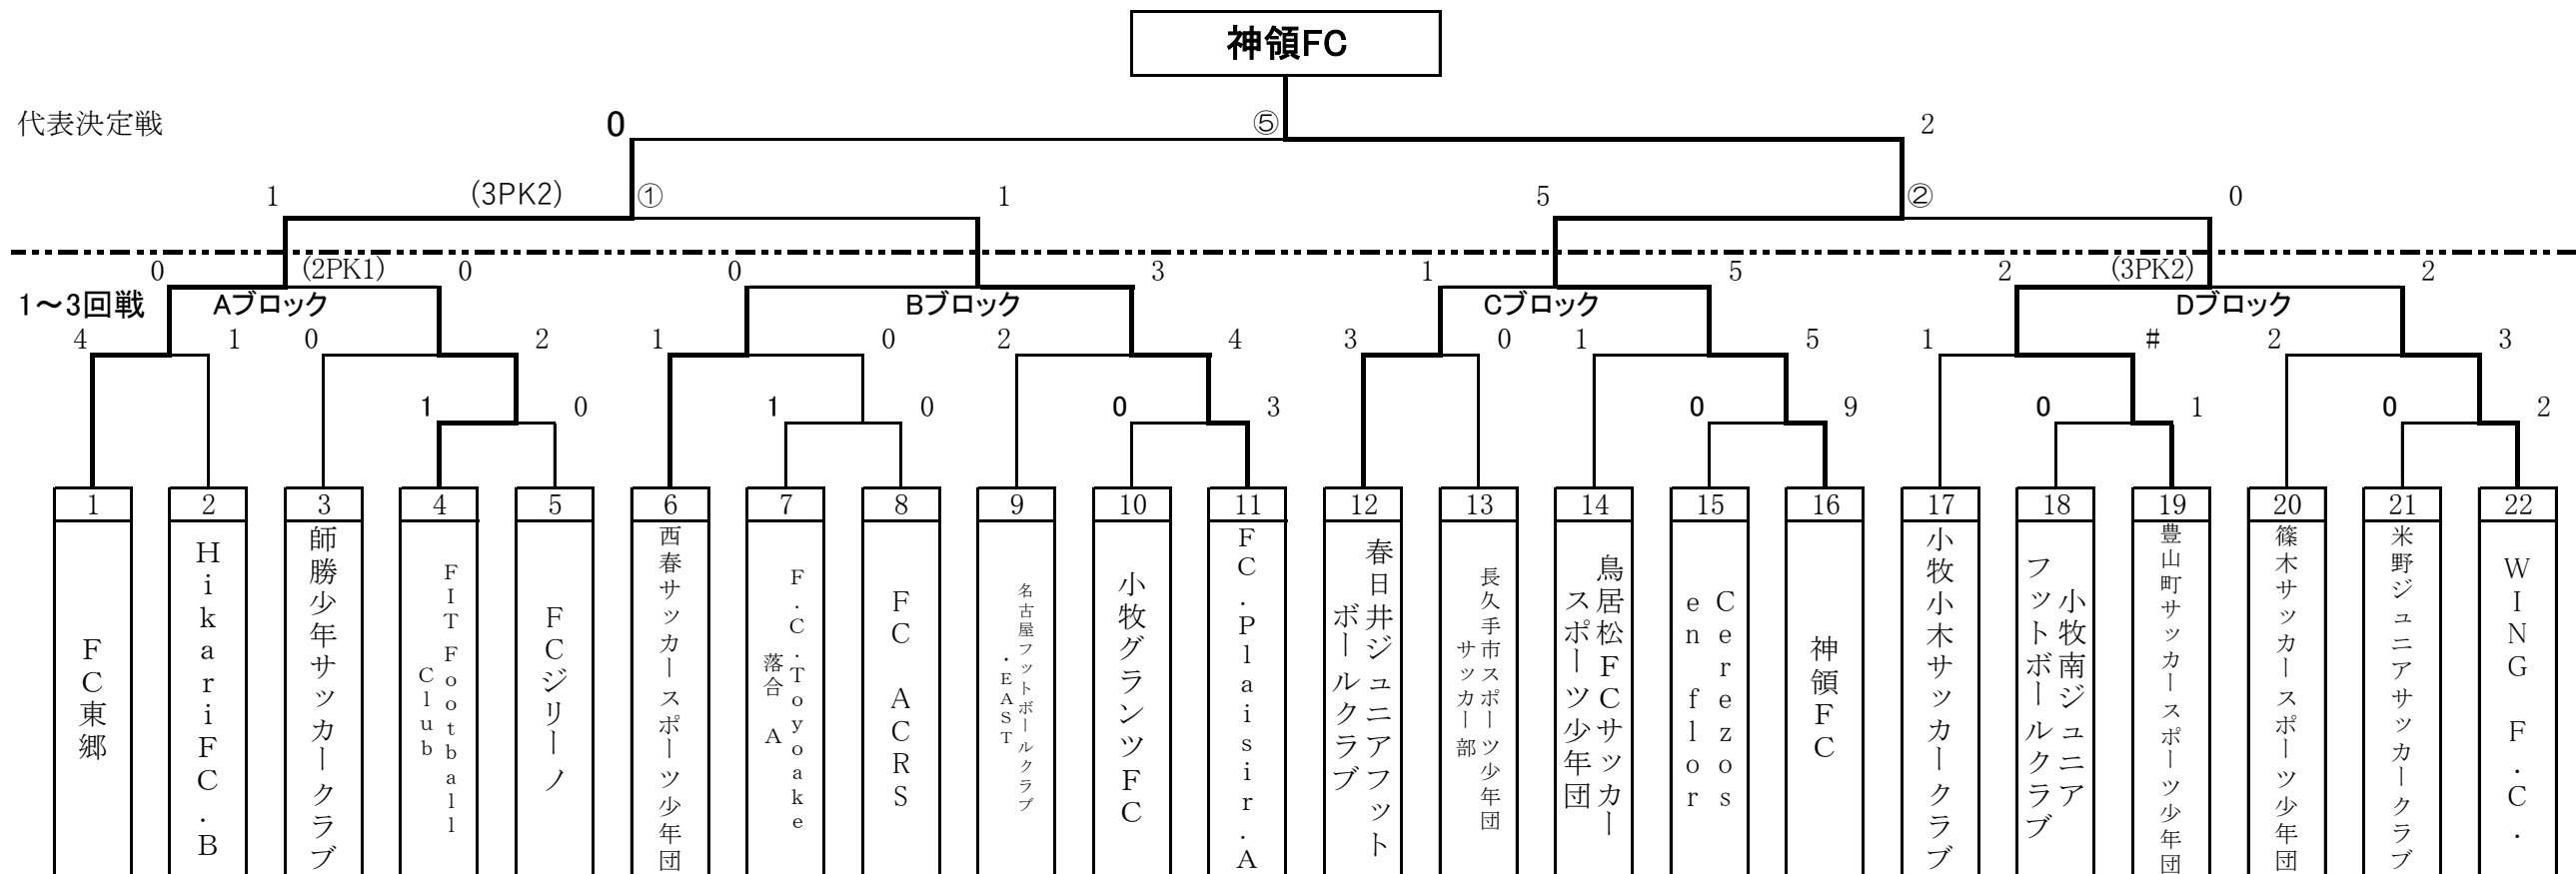 神領FC
代表決定戦
0
⑤
2
1
(3PK2)
①
1
5
②
0
0
(2PK1)
0
0
3
1
5
2
(3PK2)
2
1～3回戦
Aブロック
Bブロック
Cブロック
Dブロック
4
1
0
2
1
0
2
4
3
0
1
5
1
#
2
3
1
0
1
0
0
3
0
9
0
1
0
2
1
2
3
4
5
6
7
8
9
10
11
12
13
14
15
16
17
18
19
20
21
22
FC東郷
HikariFC.B
師勝少年サッカークラブ
FIT Football
Club
FCジリーノ
西春サッカースポーツ少年団
F.C.Toyoake
落合 A
FC ACRS
名古屋フットボールクラブ
・EAST
小牧グランツFC
FC.Plaisir.A
春日井ジュニアフット
ボールクラブ
長久手市スポーツ少年団
サッカー部
鳥居松FCサッカー
スポーツ少年団
Cerezos
en flor
神領FC
小牧小木サッカークラブ
小牧南ジュニア
フットボールクラブ
豊山町サッカースポーツ少年団
篠木サッカースポーツ少年団
米野ジュニアサッカークラブ
WING F.C.